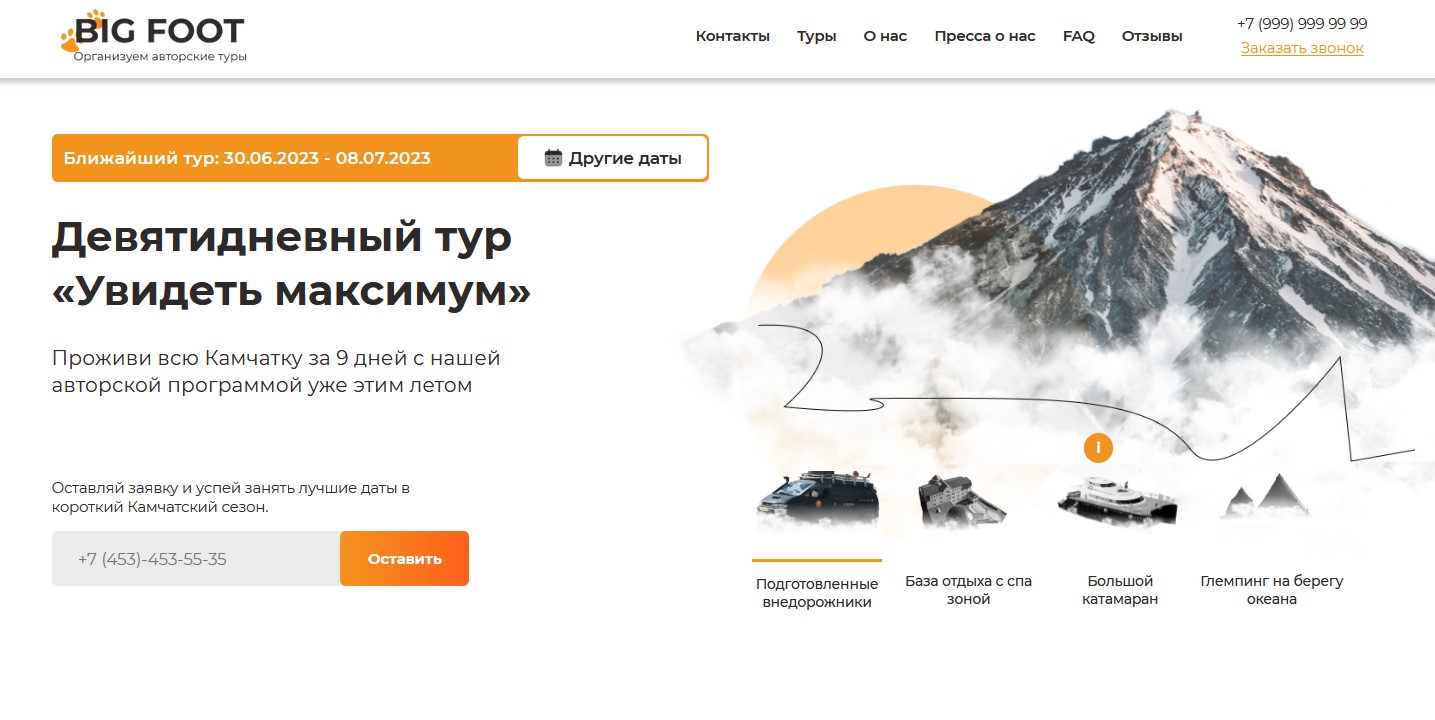 BIG FOOT
Организуем авторские туры
Контакты Туры О нас Пресса о нас FAQ Отзывы
+7 (999) 999 99 99
Заказать звонок
Ближайший тур: 30.06.2023 - 08.07.2023
Другие даты
Девятидневный тур
«Увидеть максимум»
Проживи всю Камчатку за 9 дней с нашей
авторской программой уже этим летом
Оставляй заявку и успей занять лучшие даты в
короткий Камчатский сезон.
+7 (453)-453-55-35
Оставить
i
Подготовленные
внедорожники
База отдыха с спа
зоной
Большой
катамаран
Глемпинг на берегу
океана